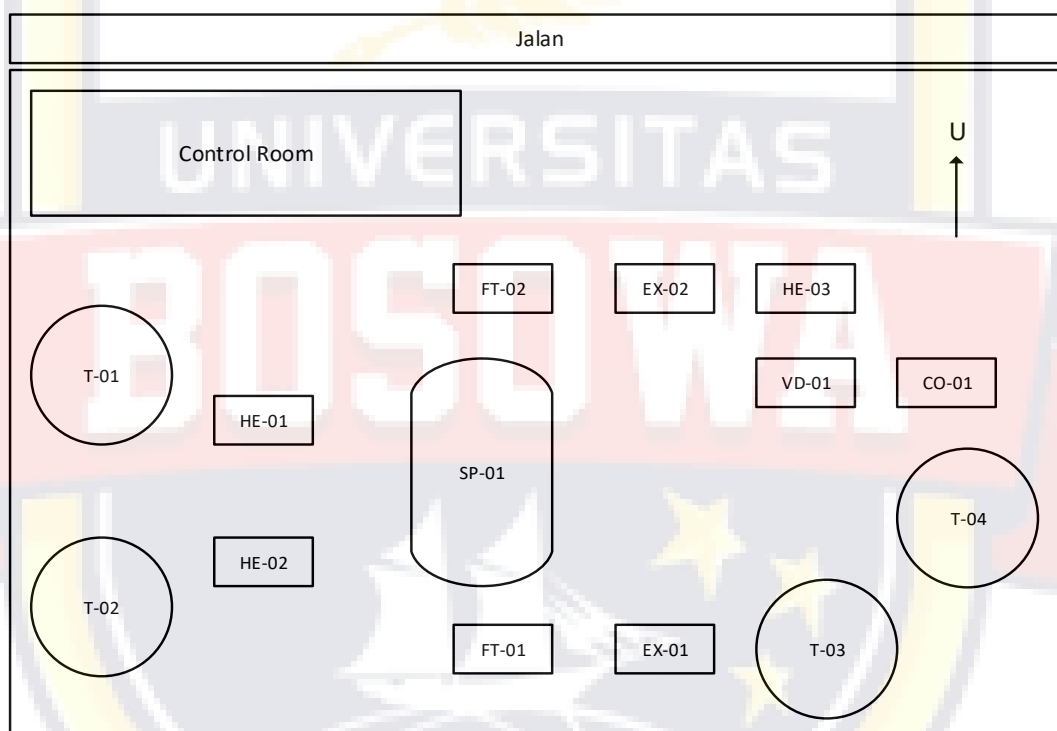 Jalan
Control Room
UNIVERSITAS
U
BOSOWA
FT-02
EX-02
HE-03
T-01
VD-01
CO-01
HE-01
SP-01
T-04
HE-02
T-02
FT-01
EX-01
T-03